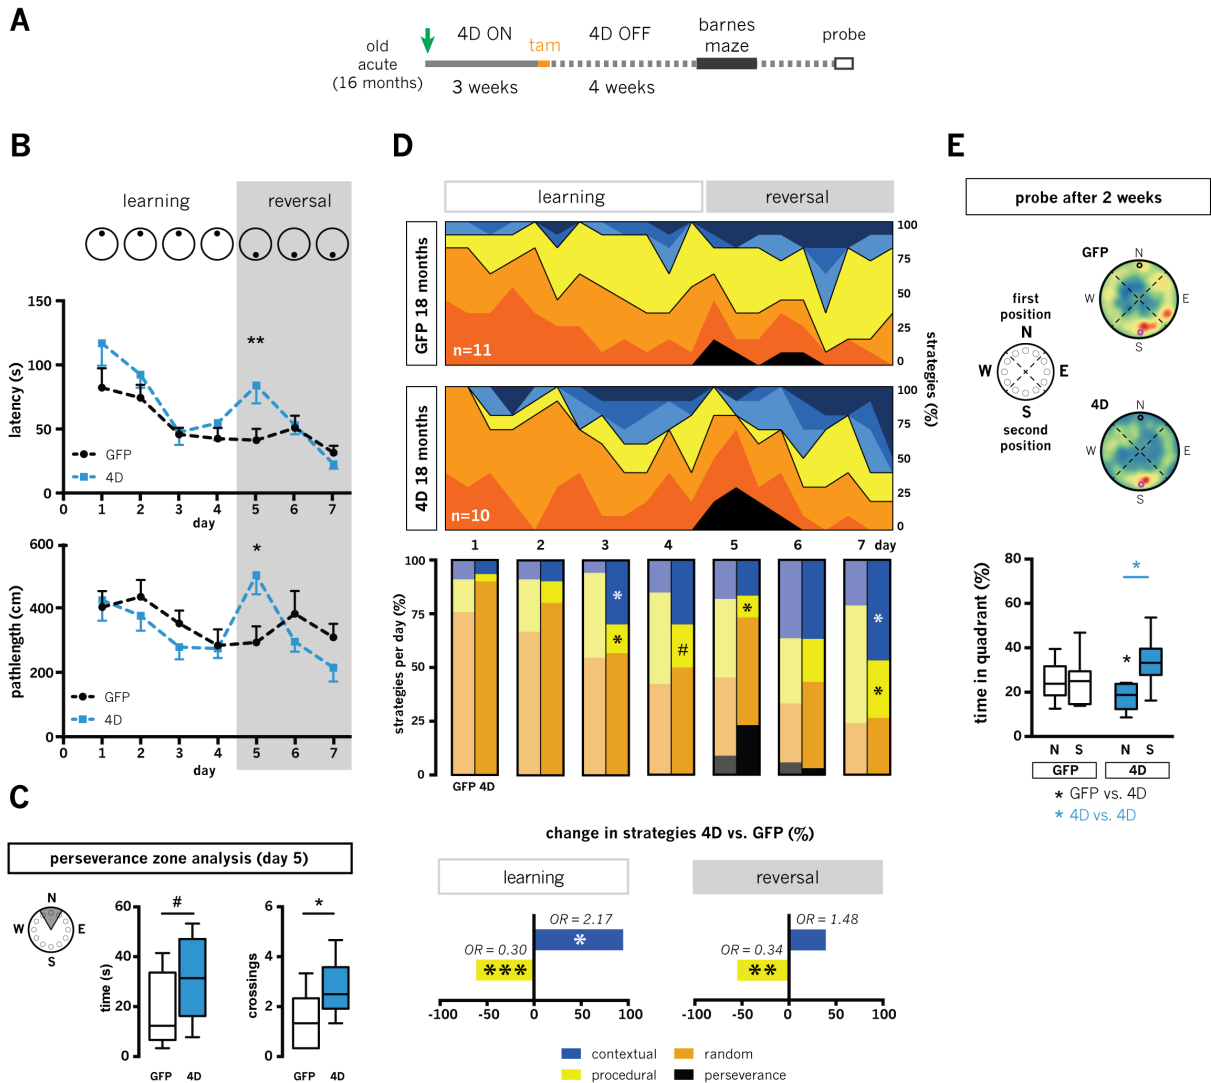 A
old
acute
(16 months)
4D ON
tam
4D OFF
barnes
maze
probe
3 weeks
4 weeks
B
learning
reversal
150
100
50
0
latency (s)
**
GFP
4D
0
1
2
3
4
5
6
7
day
600
400
200
0
pathlength (cm)
*
GFP
4D
0
1
2
3
4
5
6
7
day
C
perseverance zone analysis (day 5)
N
W
E
S
60
40
20
0
time (s)
#
GFP
4D
6
4
2
0
crossings
*
GFP
4D
D
learning
reversal
GFP 18 months
n=11
100
75
50
25
0
4D 18 months
n=10
100
75
50
25
0
strategies (%)
1
2
3
4
5
6
7
day
100
75
50
25
0
strategies per day (%)
*
*
#
*
*
*
GFP 4D
change in strategies 4D vs. GFP (%)
learning
reversal
OR = 2.17
*
OR = 0.30
***
-100
-50
0
50
100
OR = 1.48
OR = 0.34
**
-100
-50
0
50
100
contextual
random
procedural
perseverance
E
probe after 2 weeks
first
position
N
W
E
S
second
position
GFP
N
W
E
S
4D
N
W
E
S
80
60
40
20
0
time in quadrant (%)
*
*
N
S
N
S
GFP
4D
* GFP vs. 4D
* 4D vs. 4D